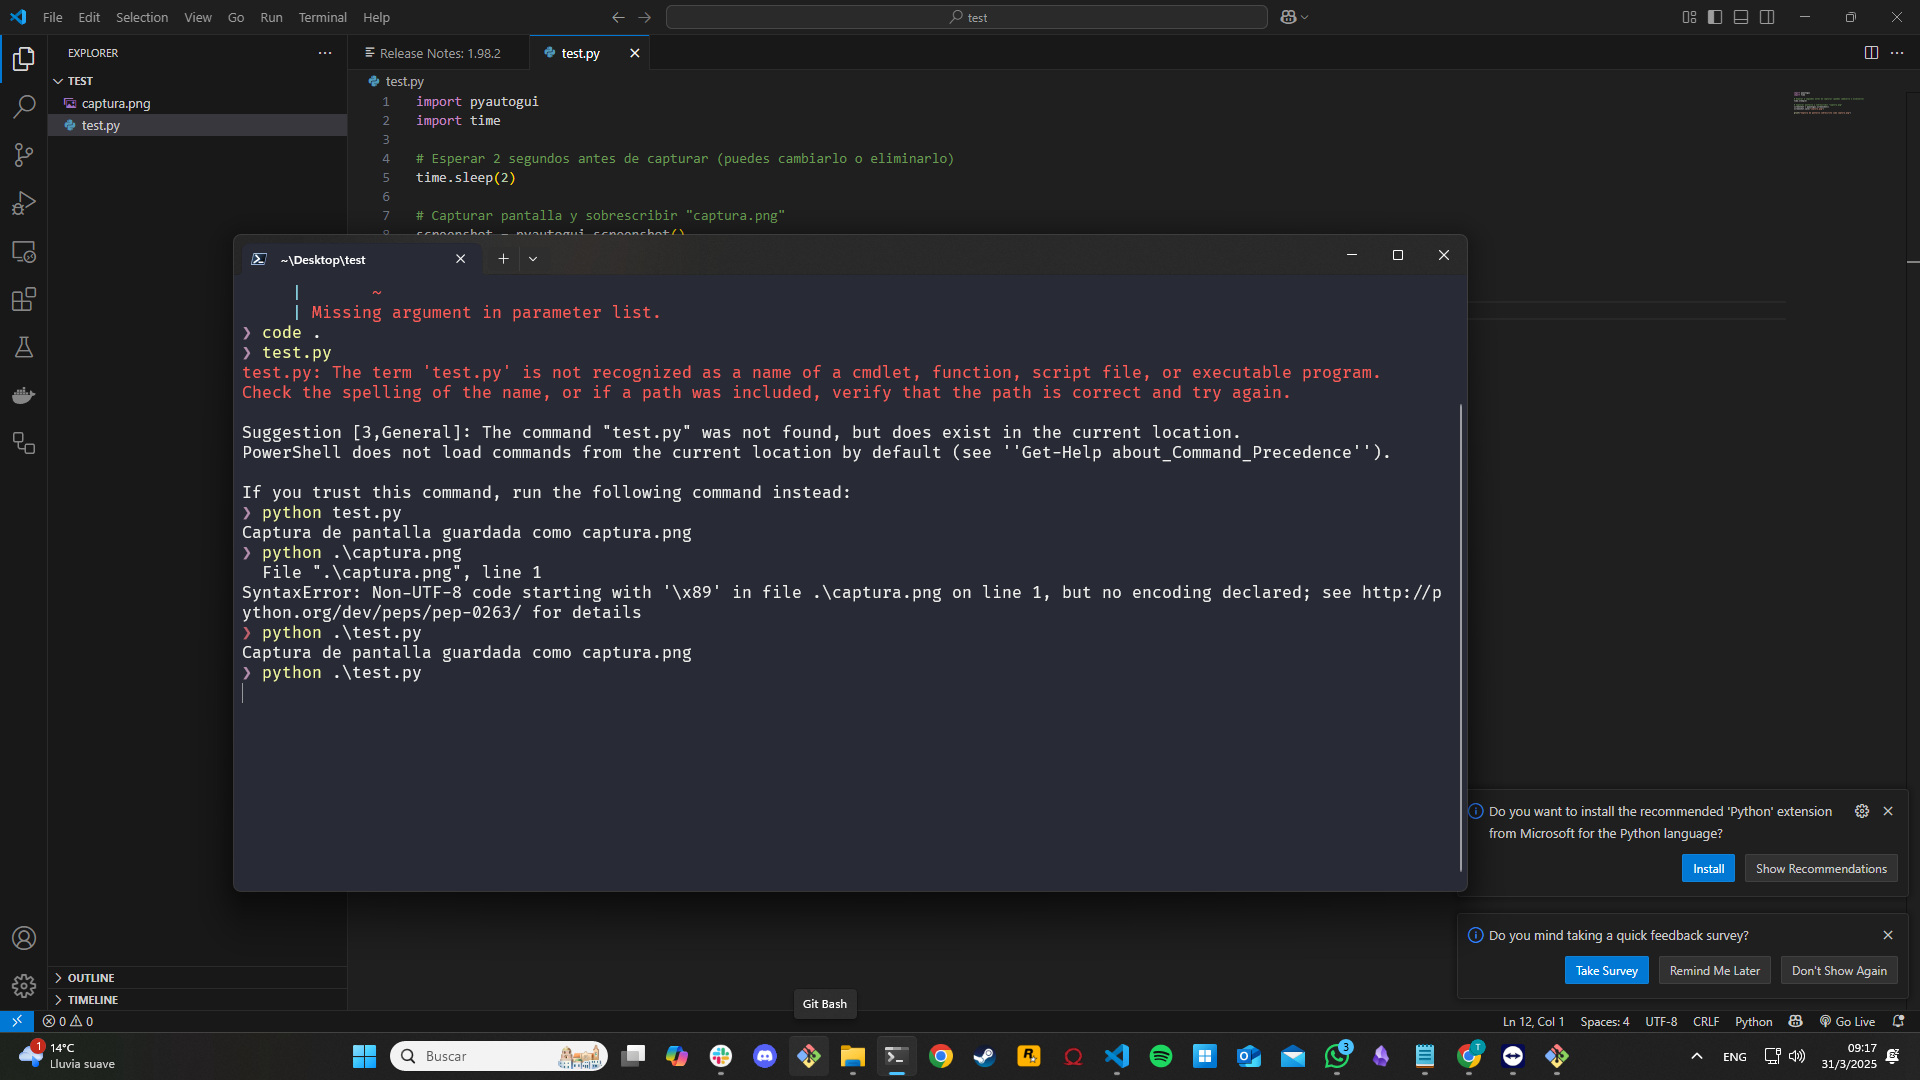 File Edit Selection View Go Run Terminal Help
test
EXPLORER
TEST
captura.png
test.py
Release Notes: 1.98.2
test.py
test.py
1 import pyautogui
2 import time
3
4 # Esperar 2 segundos antes de capturar (puedes cambiarlo o eliminarlo)
5 time.sleep(2)
6
7 # Capturar pantalla y sobrescribir "captura.png"
8 screenshot = pyautogui.screenshot()
~\Desktop\test
| ~
| Missing argument in parameter list.
❯ code .
❯ test.py
test.py: The term 'test.py' is not recognized as a name of a cmdlet, function, script file, or executable program.
Check the spelling of the name, or if a path was included, verify that the path is correct and try again.
Suggestion [3,General]: The command "test.py" was not found, but does exist in the current location.
PowerShell does not load commands from the current location by default (see ''Get-Help about_Command_Precedence'').
If you trust this command, run the following command instead:
❯ python test.py
Captura de pantalla guardada como captura.png
❯ python .\captura.png
File ".\captura.png", line 1
SyntaxError: Non-UTF-8 code starting with '\x89' in file .\captura.png on line 1, but no encoding declared; see http://p
ython.org/dev/peps/pep-0263/ for details
❯ python .\test.py
Captura de pantalla guardada como captura.png
❯ python .\test.py
Do you want to install the recommended 'Python' extension
from Microsoft for the Python language?
Install Show Recommendations
Do you mind taking a quick feedback survey?
Take Survey Remind Me Later Don't Show Again
OUTLINE
TIMELINE
Git Bash
0 0
Ln 12, Col 1 Spaces: 4 UTF-8 CRLF Python Go Live
1
14°C
Lluvia suave
Buscar
3
T
ENG
09:17
31/3/2025